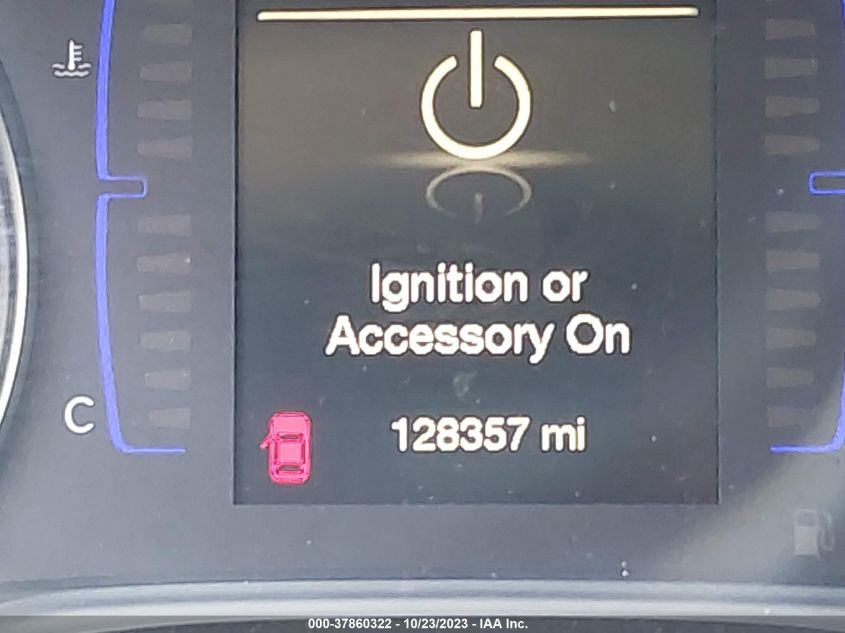 Ignition or
Accessory On
C
128357 mi
000-37860322 - 10/23/2023 - IAA Inc.